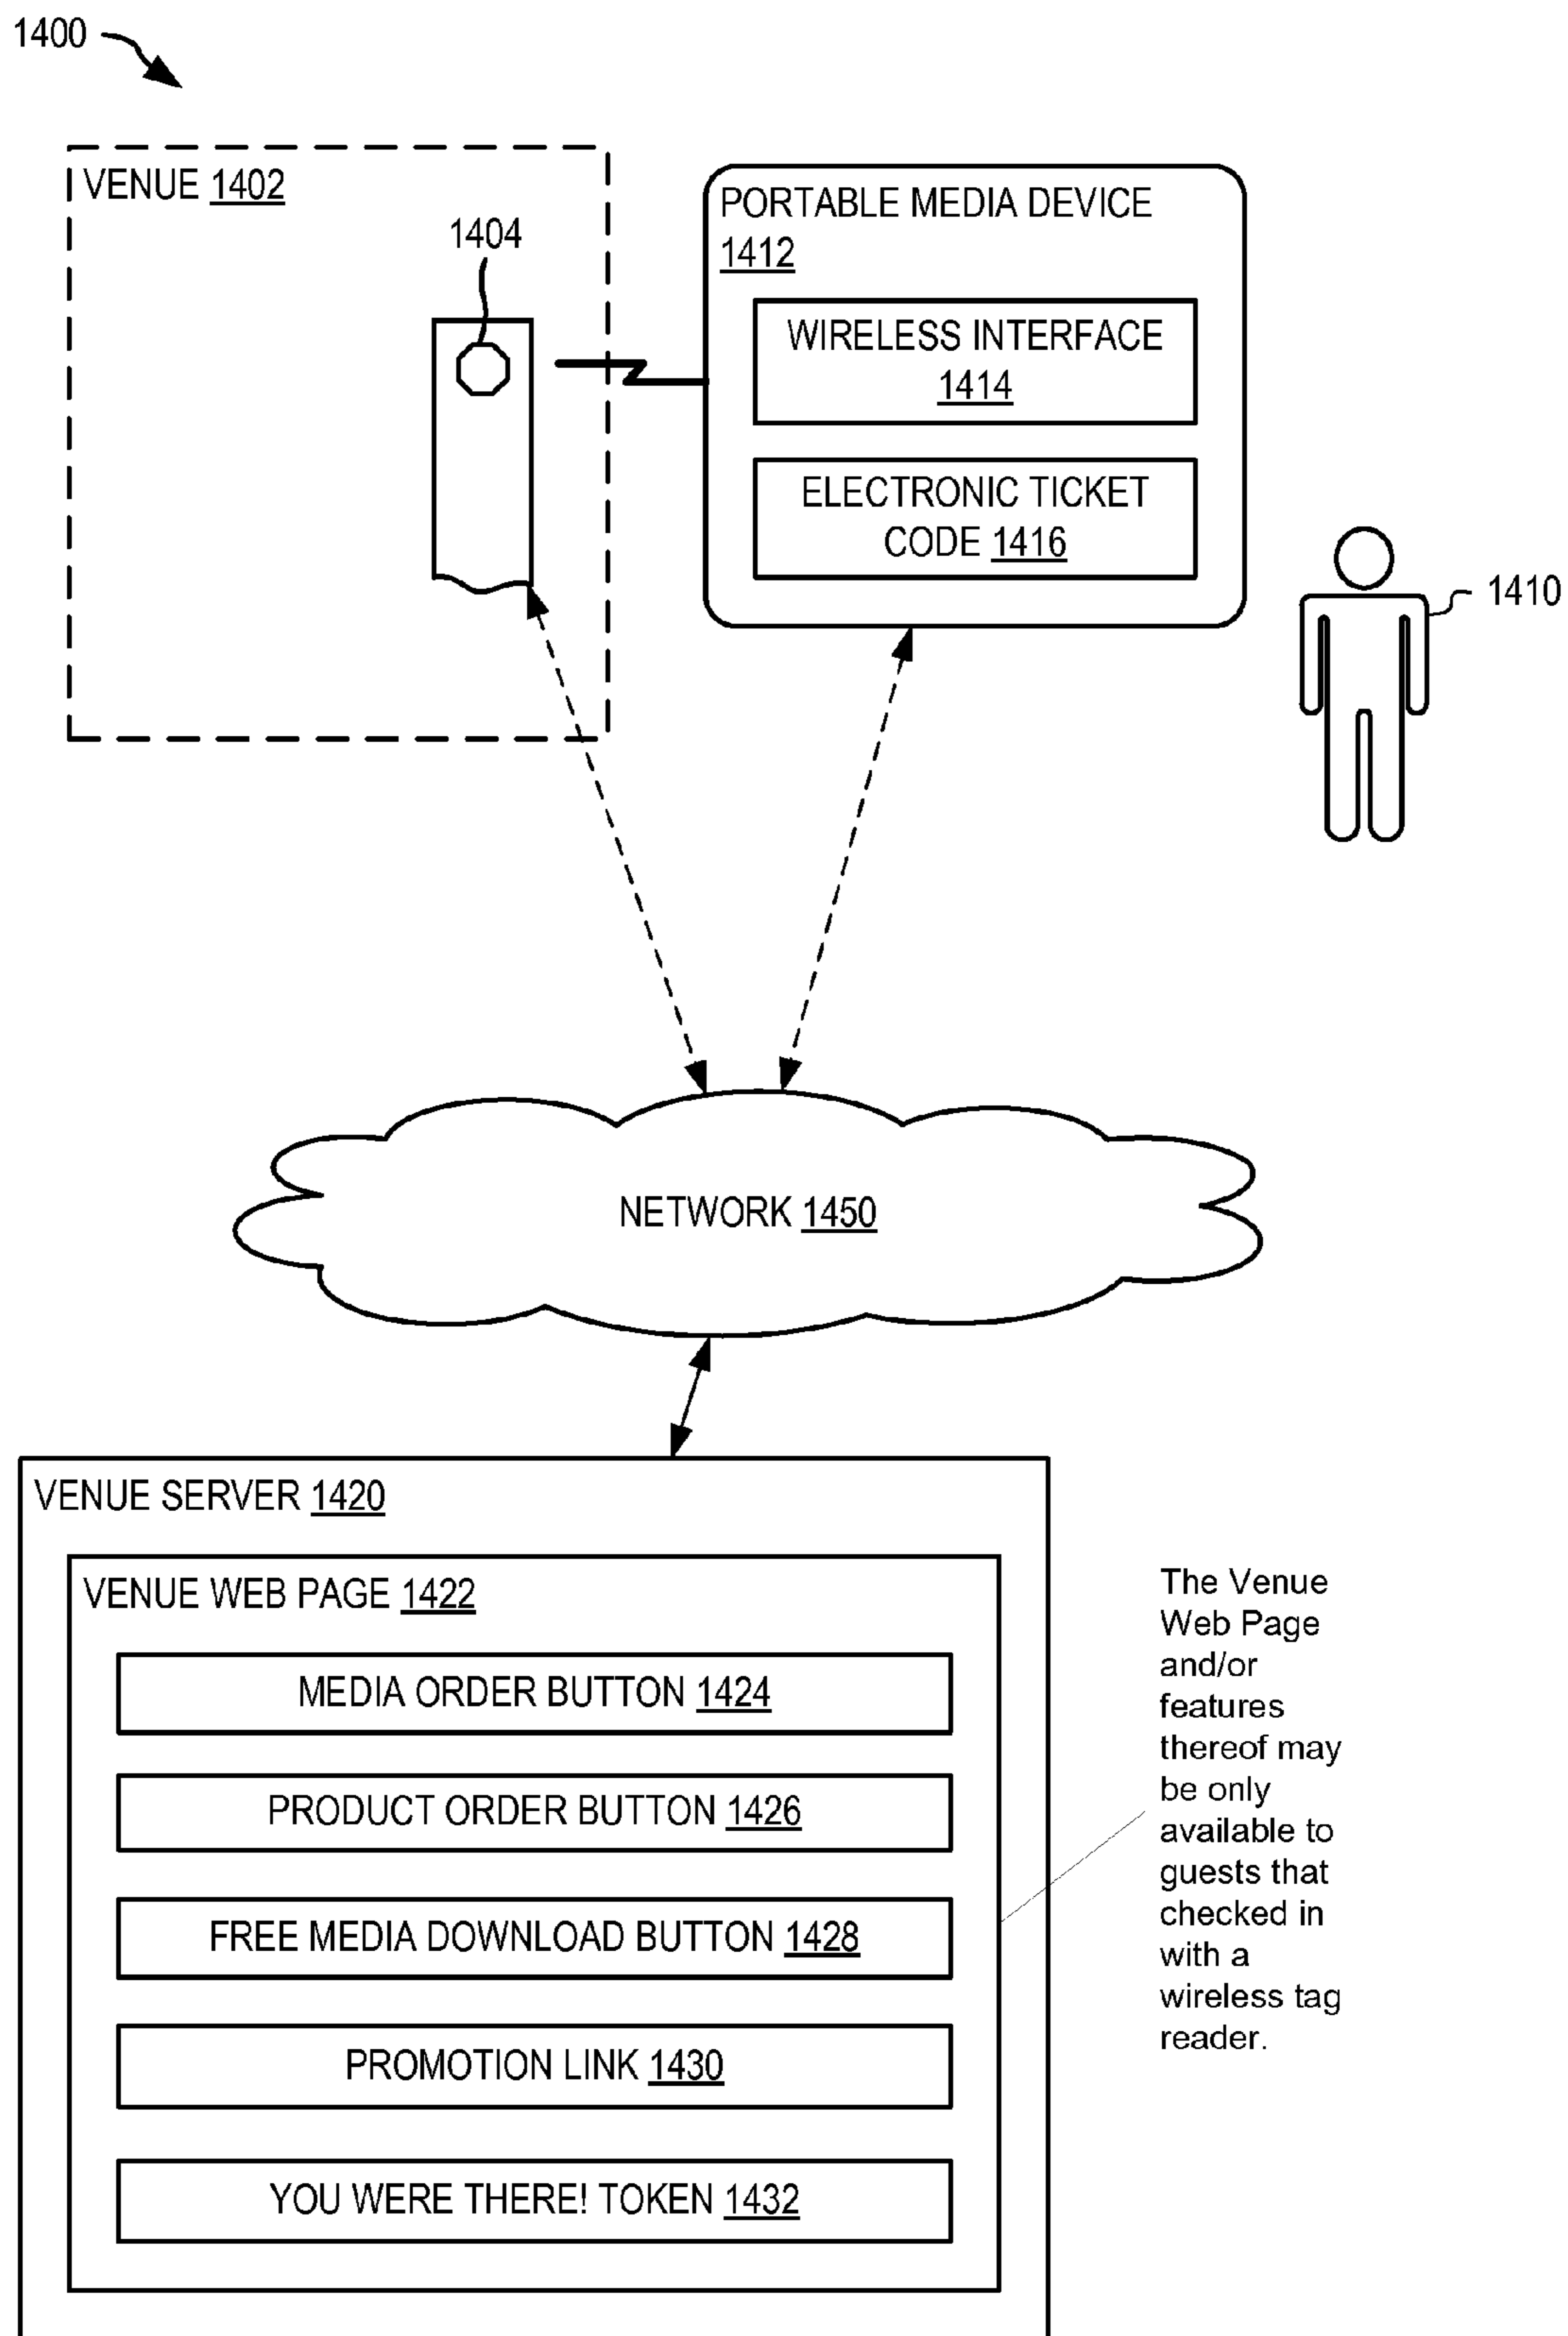 1400
VENUE 1402
1404
PORTABLE MEDIA DEVICE
1412
WIRELESS INTERFACE
1414
ELECTRONIC TICKET
CODE 1416
1410
NETWORK 1450
VENUE SERVER 1420
VENUE WEB PAGE 1422
MEDIA ORDER BUTTON 1424
PRODUCT ORDER BUTTON 1426
FREE MEDIA DOWNLOAD BUTTON 1428
PROMOTION LINK 1430
YOU WERE THERE! TOKEN 1432
The Venue
Web Page
and/or
features
thereof may
be only
available to
guests that
checked in
with a
wireless tag
reader.